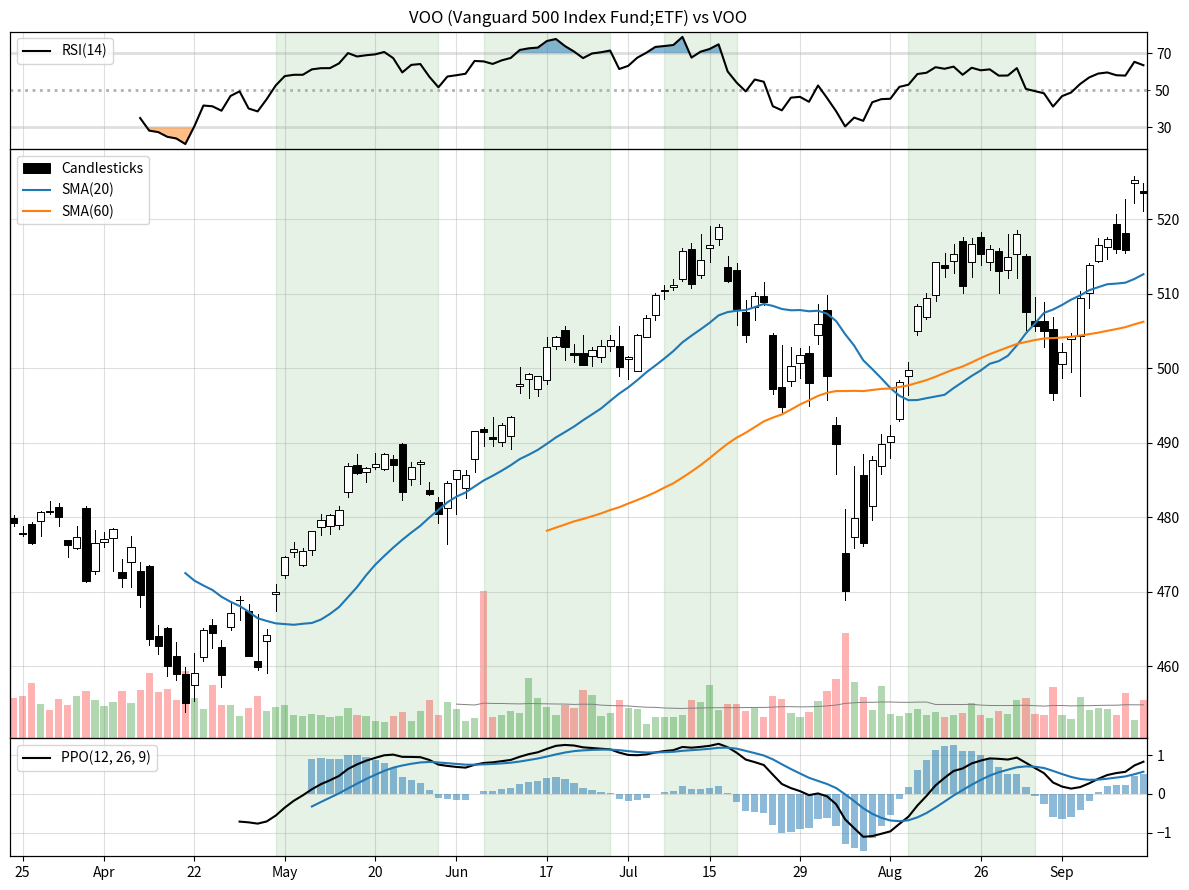 VOO (Vanguard 500 Index Fund;ETF) vs VOO
RSI(14)
70
50
30
Candlesticks
SMA(20)
SMA(60)
520
510
500
490
480
470
460
PPO(12, 26, 9)
1
0
−1
25 Apr 22 May 20 Jun 17 Jul 15 29 Aug 26 Sep